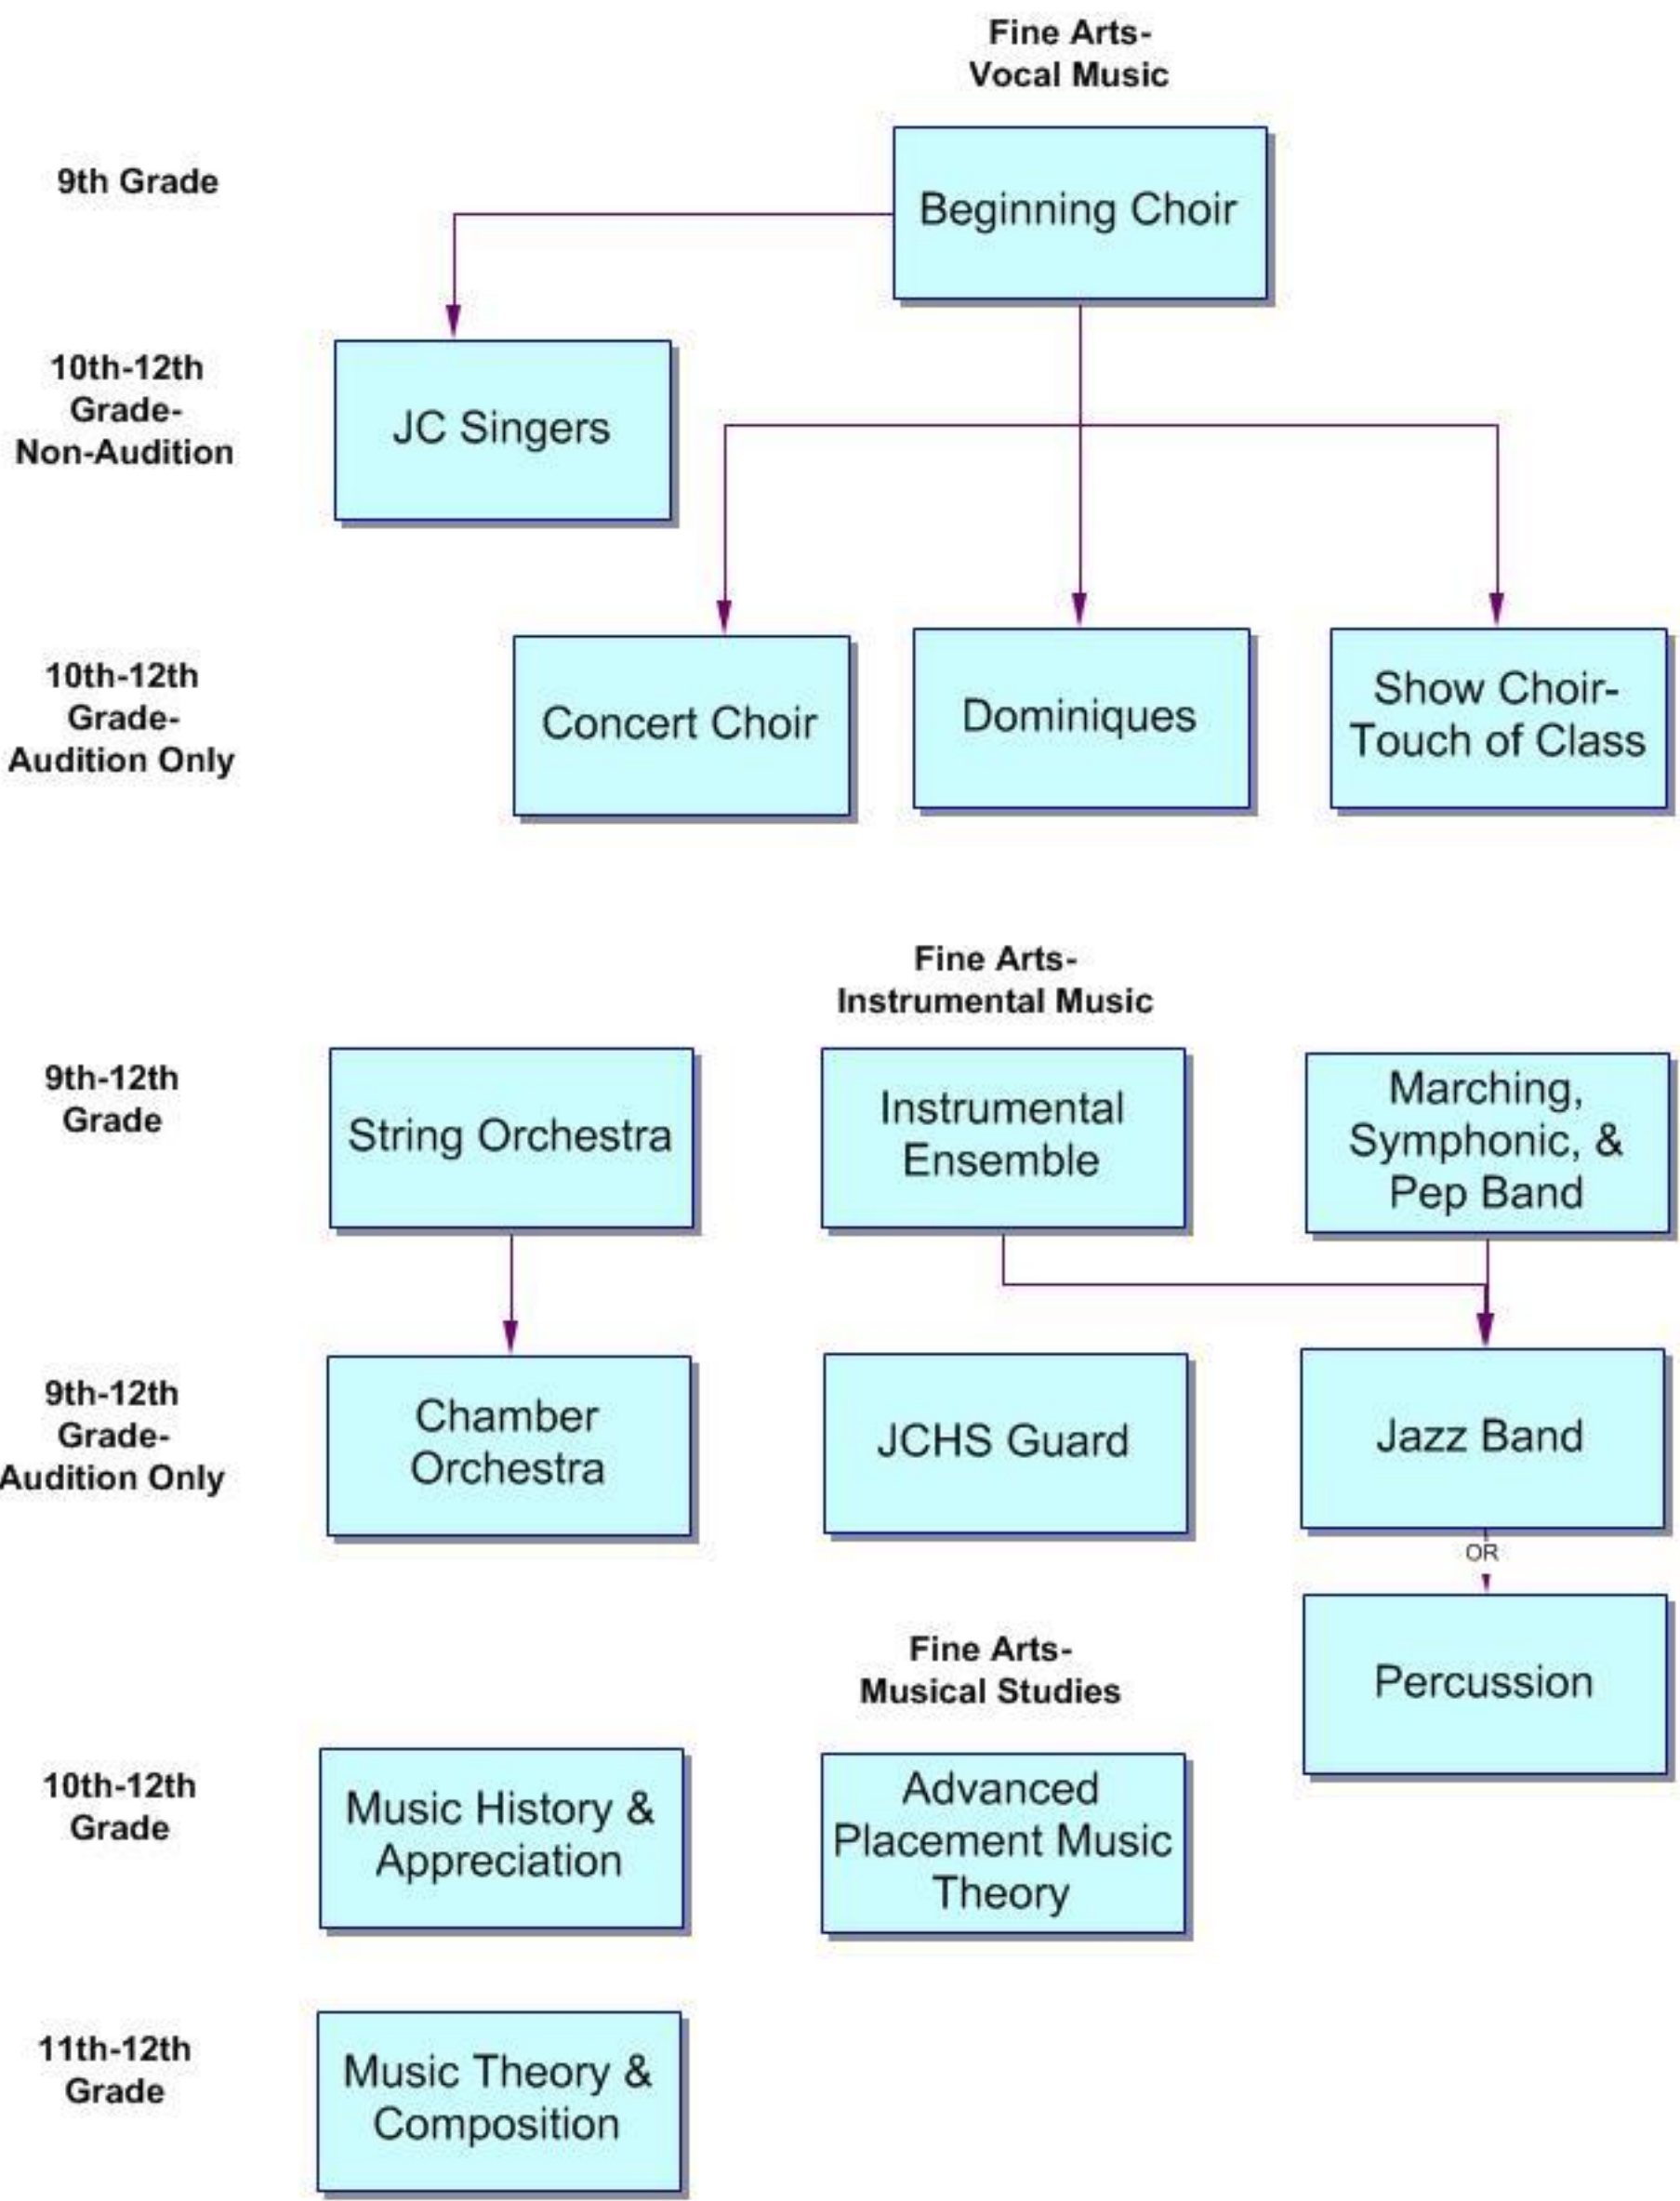 Fine Arts-
Vocal Music
9th Grade
Beginning Choir
10th-12th
Grade-
Non-Audition
JC Singers
10th-12th
Grade-
Audition Only
Concert Choir
Dominiques
Show Choir-
Touch of Class
Fine Arts-
Instrumental Music
9th-12th
Grade
String Orchestra
Instrumental
Ensemble
Marching,
Symphonic, &
Pep Band
9th-12th
Grade-
Audition Only
Chamber
Orchestra
JCHS Guard
Jazz Band
OR
Percussion
Fine Arts-
Musical Studies
10th-12th
Grade
Music History &
Appreciation
Advanced
Placement Music
Theory
11th-12th
Grade
Music Theory &
Composition